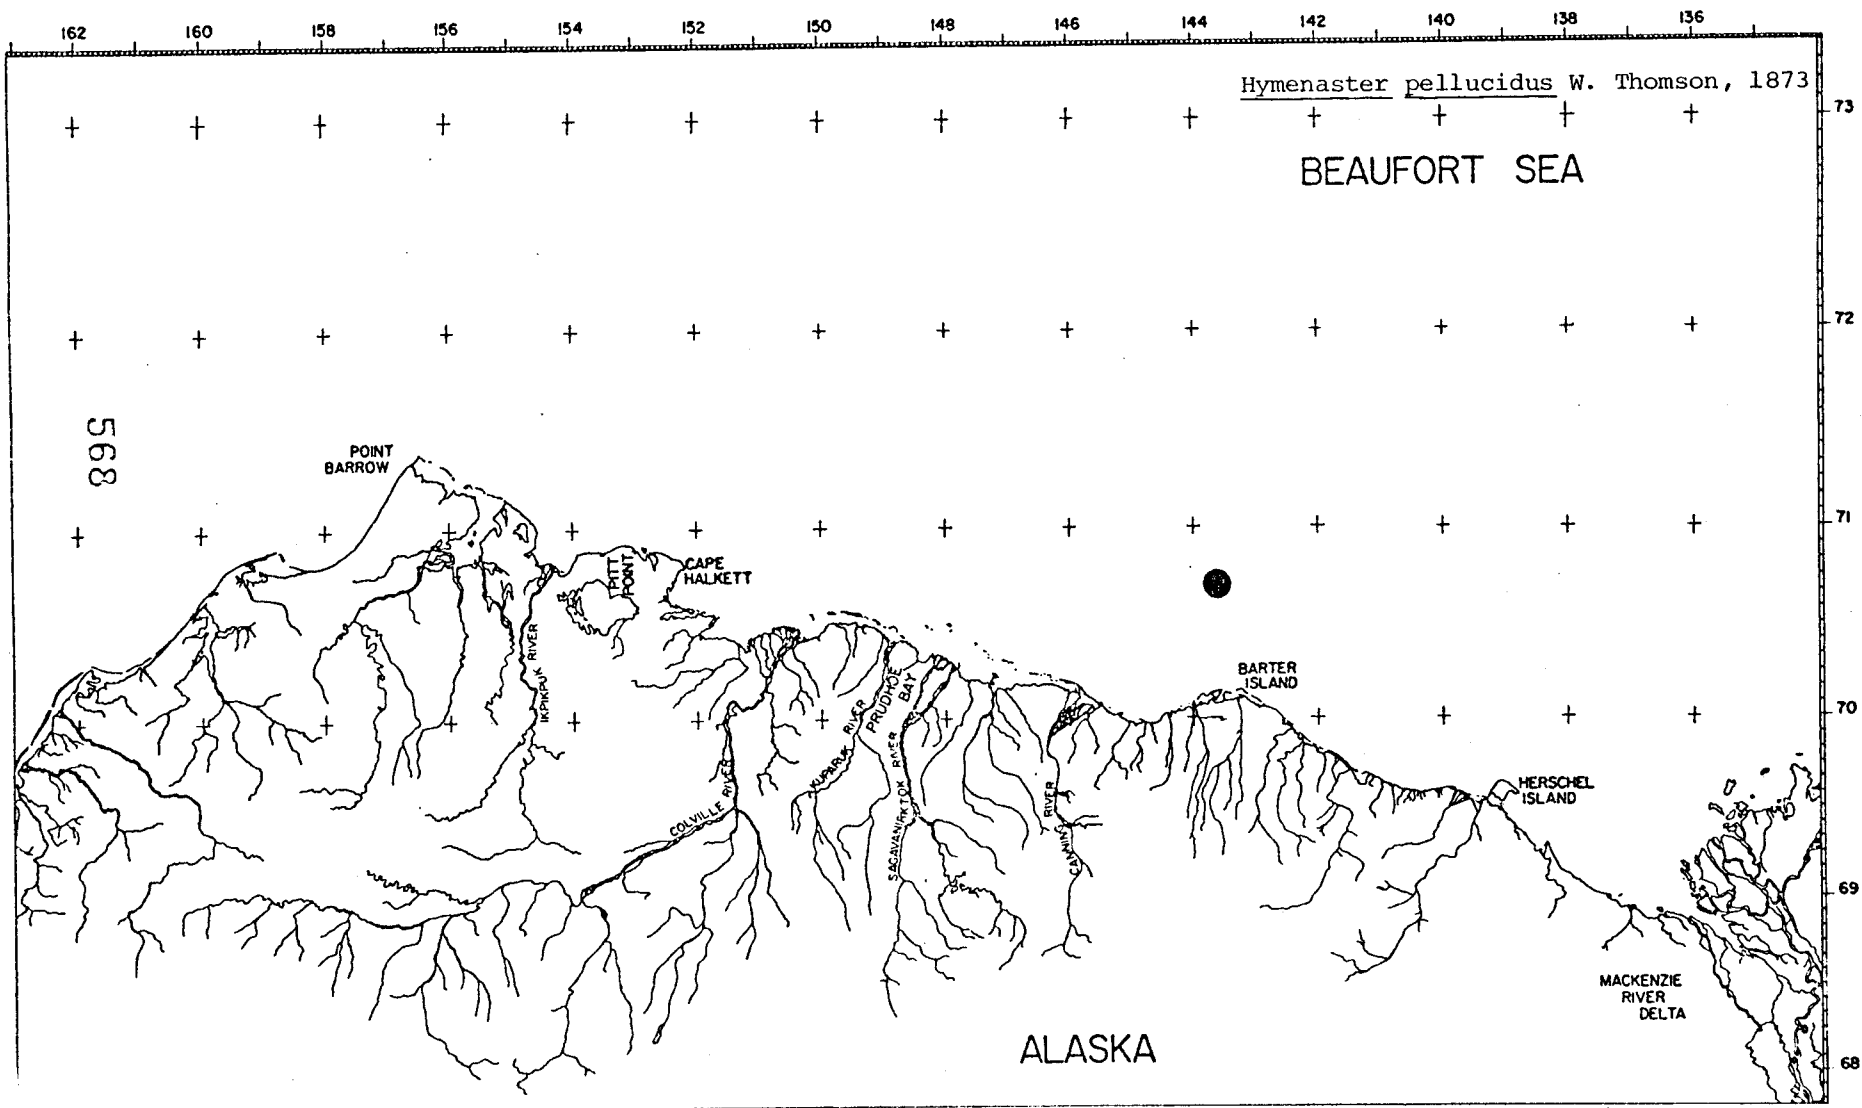 162 160 158 156 154 152 150 148 146 144 142 140 138 136
Hymenaster pellucidus W. Thomson, 1873
73
BEAUFORT SEA
72
568
POINT
BARROW
71
PITT
POINT
CAPE
HALKETT
IKPIKPUK RIVER
BARTER
ISLAND
PRUDHOE
BAY
70
KUPARUK RIVER
COLVILLE RIVER
SAGAVANIRKTOK RIVER
CANNING RIVER
HERSCHEL
ISLAND
69
MACKENZIE
RIVER
DELTA
ALASKA
68